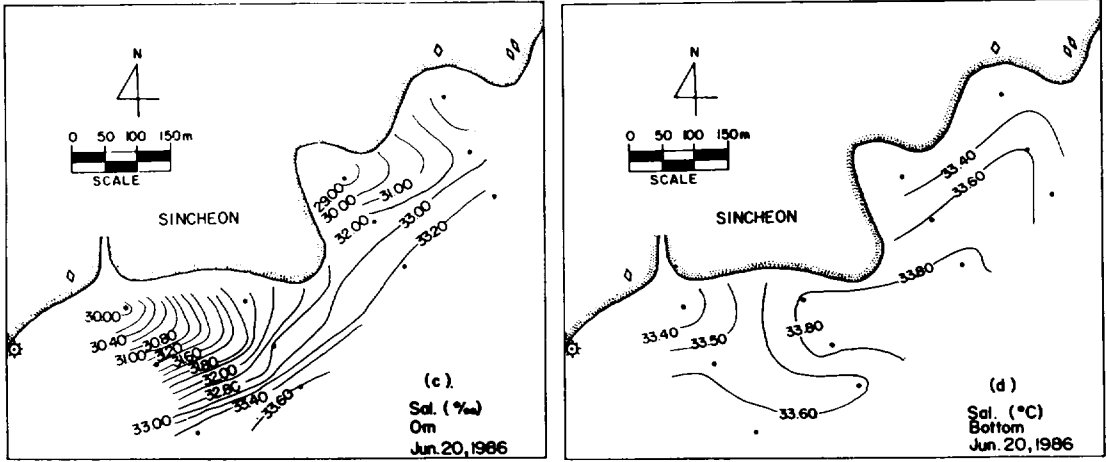 N
0 50 100 150m
SCALE
SINCHEON
29.00
30.00
31.00
32.00
33.00
33.20
30.00
30.40
30.80
31.00
31.20
31.60
31.80
32.00
32.80
33.00
33.40
33.60
(c).
Sal. (‰)
0m
Jun. 20, 1986
N
0 50 100 150m
SCALE
SINCHEON
33.40
33.60
33.80
33.40
33.50
33.80
33.60
(d)
Sal. (°C)
Bottom
Jun. 20, 1986